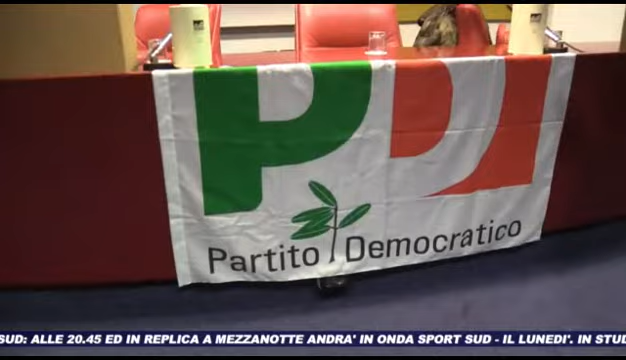 PD
Partito Democratico
SUD: ALLE 20.45 ED IN REPLICA A MEZZANOTTE ANDRA' IN ONDA SPORT SUD - IL LUNEDI'. IN STUD